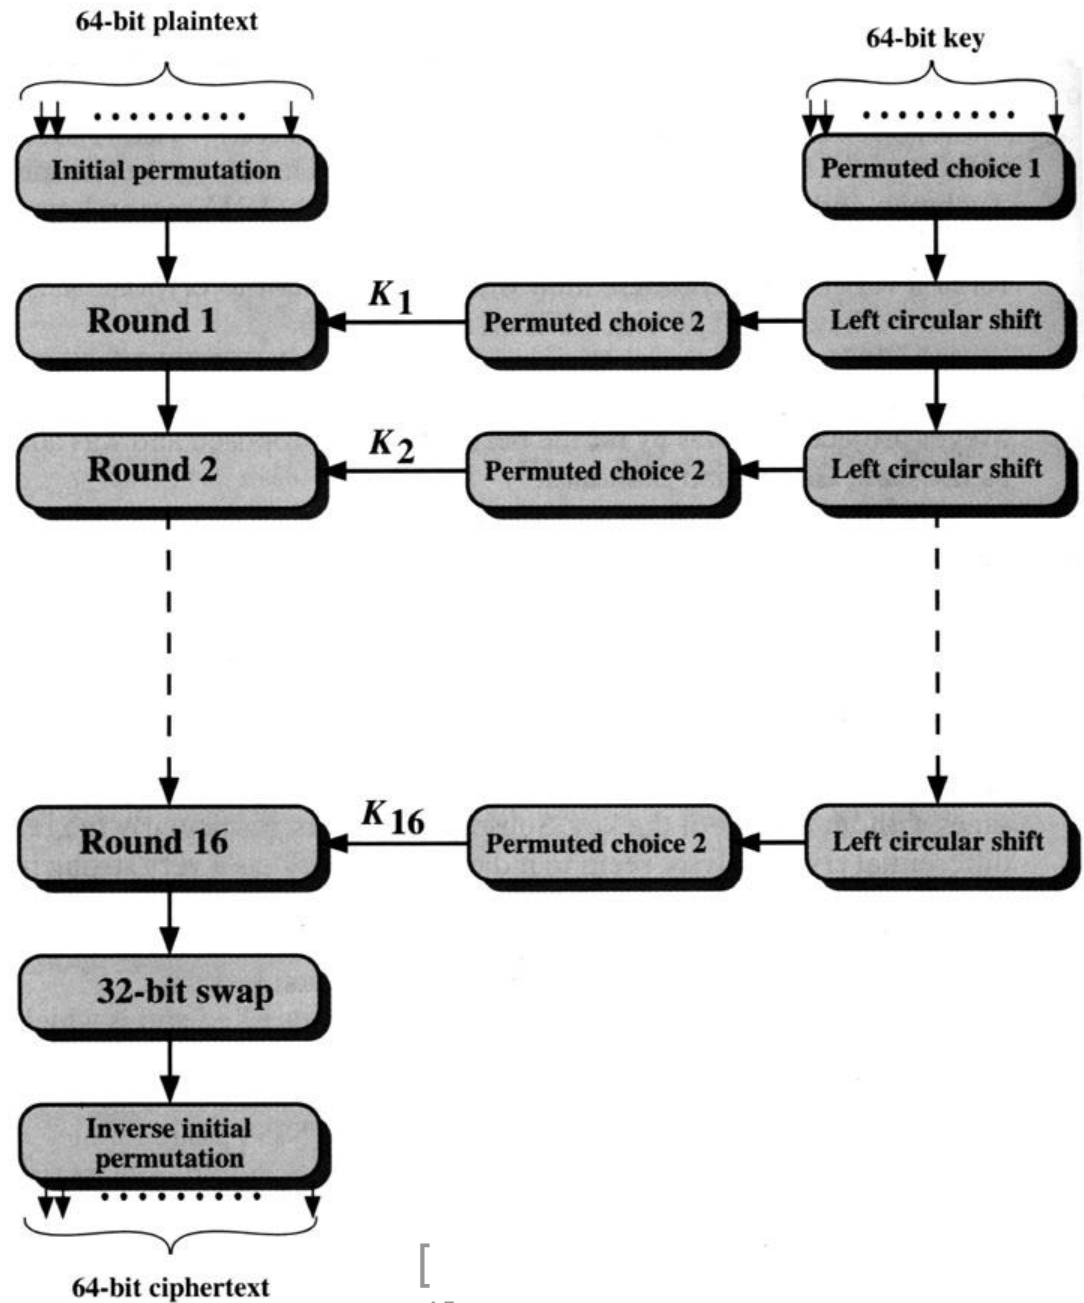 64-bit plaintext
64-bit key
Initial permutation
Permuted choice 1
Round 1
K1
Permuted choice 2
Left circular shift
Round 2
K2
Permuted choice 2
Left circular shift
Round 16
K16
Permuted choice 2
Left circular shift
32-bit swap
Inverse initial
permutation
64-bit ciphertext
[